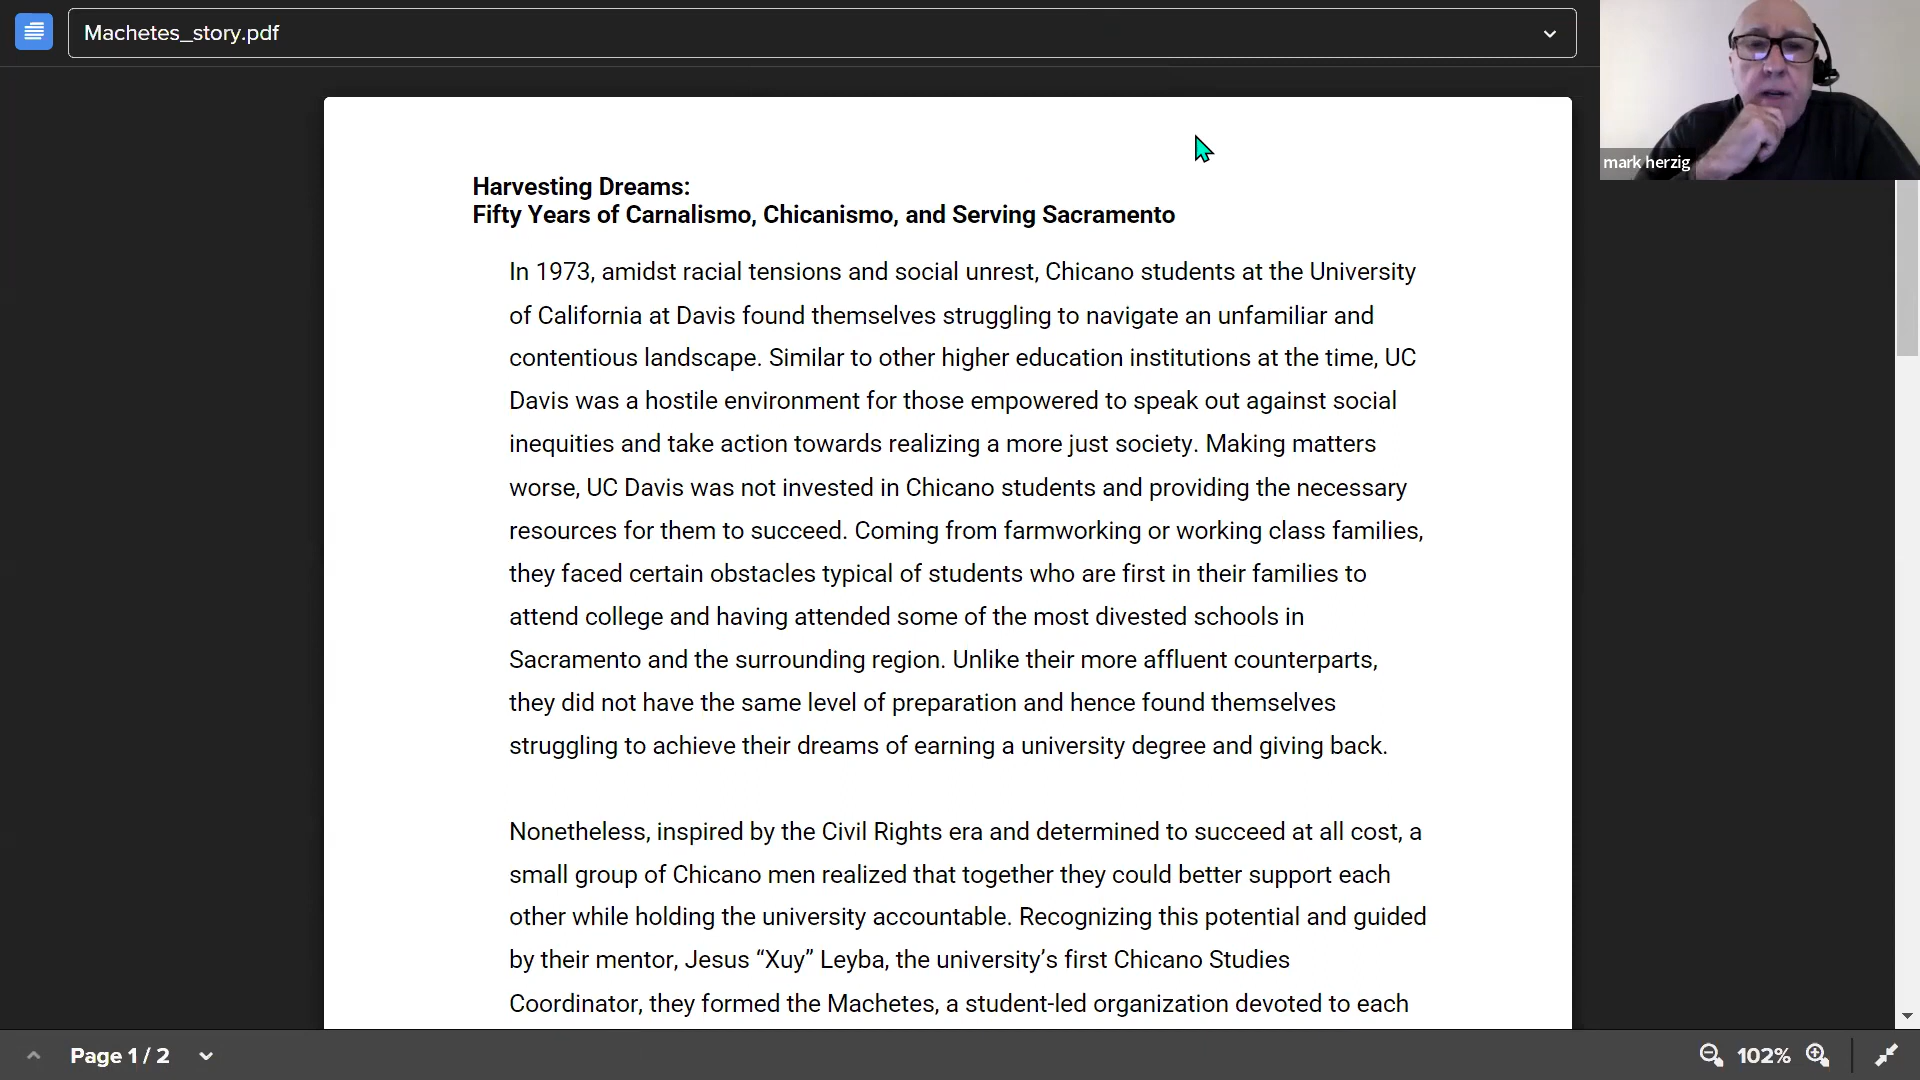 Machetes_story.pdf
mark herzig
Harvesting Dreams:
Fifty Years of Carnalismo, Chicanismo, and Serving Sacramento
In 1973, amidst racial tensions and social unrest, Chicano students at the University
of California at Davis found themselves struggling to navigate an unfamiliar and
contentious landscape. Similar to other higher education institutions at the time, UC
Davis was a hostile environment for those empowered to speak out against social
inequities and take action towards realizing a more just society. Making matters
worse, UC Davis was not invested in Chicano students and providing the necessary
resources for them to succeed. Coming from farmworking or working class families,
they faced certain obstacles typical of students who are first in their families to
attend college and having attended some of the most divested schools in
Sacramento and the surrounding region. Unlike their more affluent counterparts,
they did not have the same level of preparation and hence found themselves
struggling to achieve their dreams of earning a university degree and giving back.
Nonetheless, inspired by the Civil Rights era and determined to succeed at all cost, a
small group of Chicano men realized that together they could better support each
other while holding the university accountable. Recognizing this potential and guided
by their mentor, Jesus “Xuy” Leyba, the university’s first Chicano Studies
Coordinator, they formed the Machetes, a student-led organization devoted to each
Page 1 / 2
102%